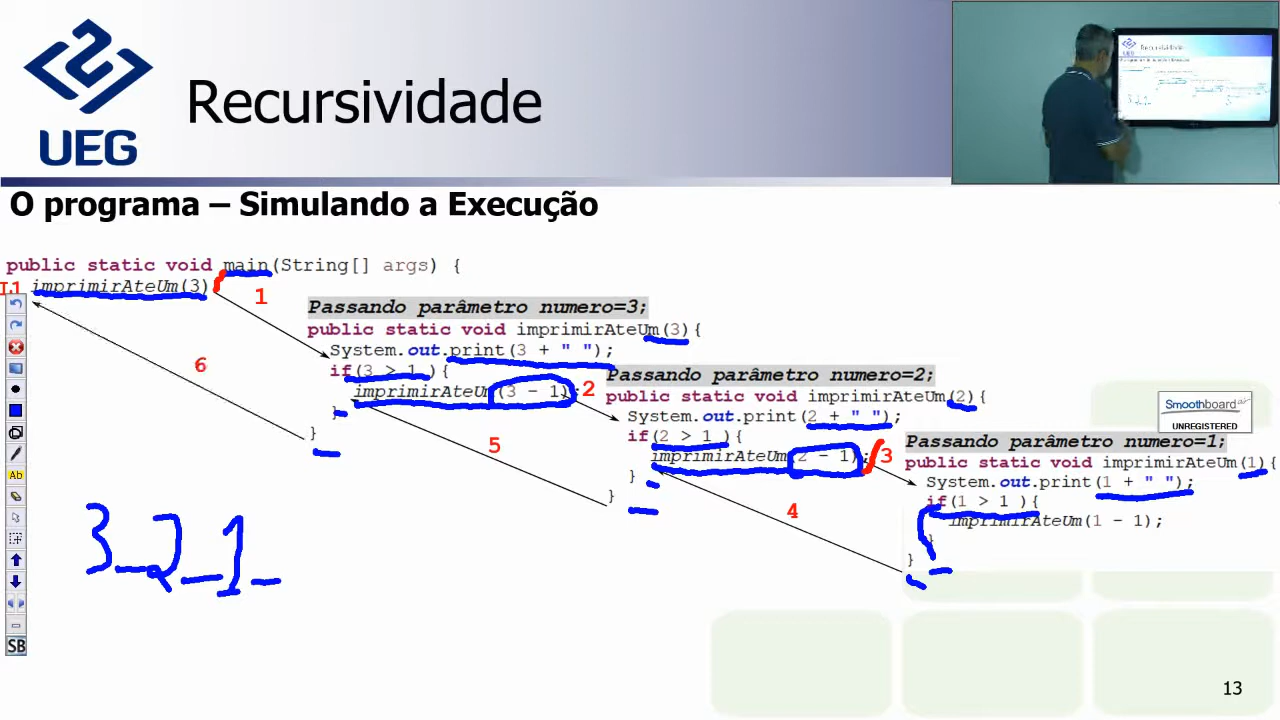 UEG
Recursividade
O programa – Simulando a Execução
public static void main(String[] args) {
imprimirAteUm(3)
1
Passando parâmetro numero=3;
public static void imprimirAteUm(3){
System.out.print(3 + " ");
if(3 > 1 ){
imprimirAteUm(3 - 1);
}
}
6
2
Passando parâmetro numero=2;
public static void imprimirAteUm(2){
System.out.print(2 + " ");
if(2 > 1 ){
imprimirAteUm(2 - 1);
}
}
5
3
Passando parâmetro numero=1;
public static void imprimirAteUm(1){
System.out.print(1 + " ");
if(1 > 1 ){
imprimirAteUm(1 - 1);
}
}
4
3_2_1_
Smoothboard air
UNREGISTERED
Ab
SB
13